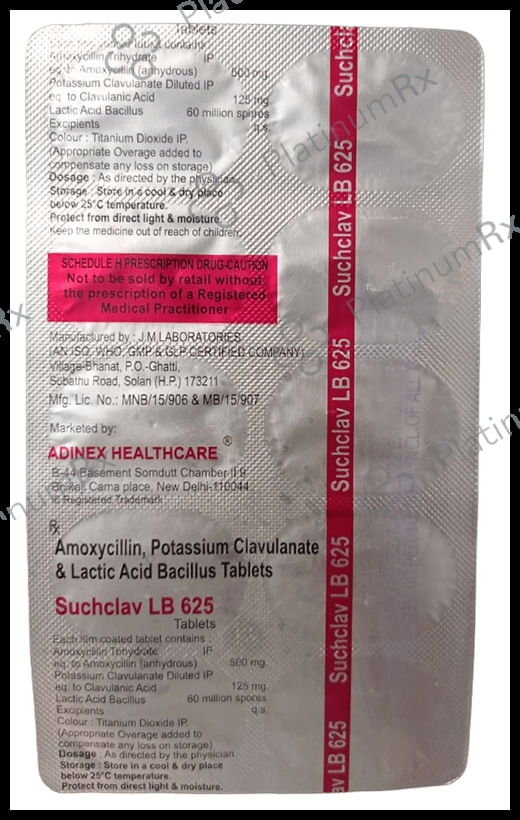 Tablets
tablet contains
Amoxycillin Trihydrate IP
eq. to Amoxycillin (anhydrous) 500 mg.
Potassium Clavulanate Diluted IP
eq. to Clavulanic Acid 125 mg.
Lactic Acid Bacillus 60 million spores
Excipients q.s.
Colour : Titanium Dioxide IP.
(Appropriate Overage added to
compensate any loss on storage)
Dosage : As directed by the physician.
Storage : Store in a cool & dry place
below 25°C temperature.
Protect from direct light & moisture.
Keep the medicine out of reach of children.
SCHEDULE H PRESCRIPTION DRUG-CAUTION
Not to be sold by retail without
the prescription of a Registered
Medical Practitioner
Manufactured by : J.M.LABORATORIES
(AN ISO, WHO, GMP & GLP CERTIFIED COMPANY)
Village-Bhanat, P.O.-Ghatti,
Subathu Road, Solan (H.P.) 173211
Mfg. Lic. No.: MNB/15/906 & MB/15/907
Marketed by:
ADINEX HEALTHCARE ®
B-44 Basement Somdutt Chamber II 9
Bhikaji Cama place, New Delhi-110044.
® Registered Trademark
Rx
Amoxycillin, Potassium Clavulanate
& Lactic Acid Bacillus Tablets
Suchclav LB 625
Tablets
Each film coated tablet contains :
Amoxycillin Trihydrate IP
eq. to Amoxycillin (anhydrous) 500 mg.
Potassium Clavulanate Diluted IP
eq. to Clavulanic Acid 125 mg.
Lactic Acid Bacillus 60 million spores
Excipients q.s.
Colour : Titanium Dioxide IP.
(Appropriate Overage added to
compensate any loss on storage)
Dosage : As directed by the physician.
Storage : Store in a cool & dry place
below 25°C temperature.
Protect from direct light & moisture.
Suchcla
Suchclav LB 625
Suchclav LB 625
Suchclav LB 625
av LB 625
PlatinumRx
PlatinumRx
PlatinumRx